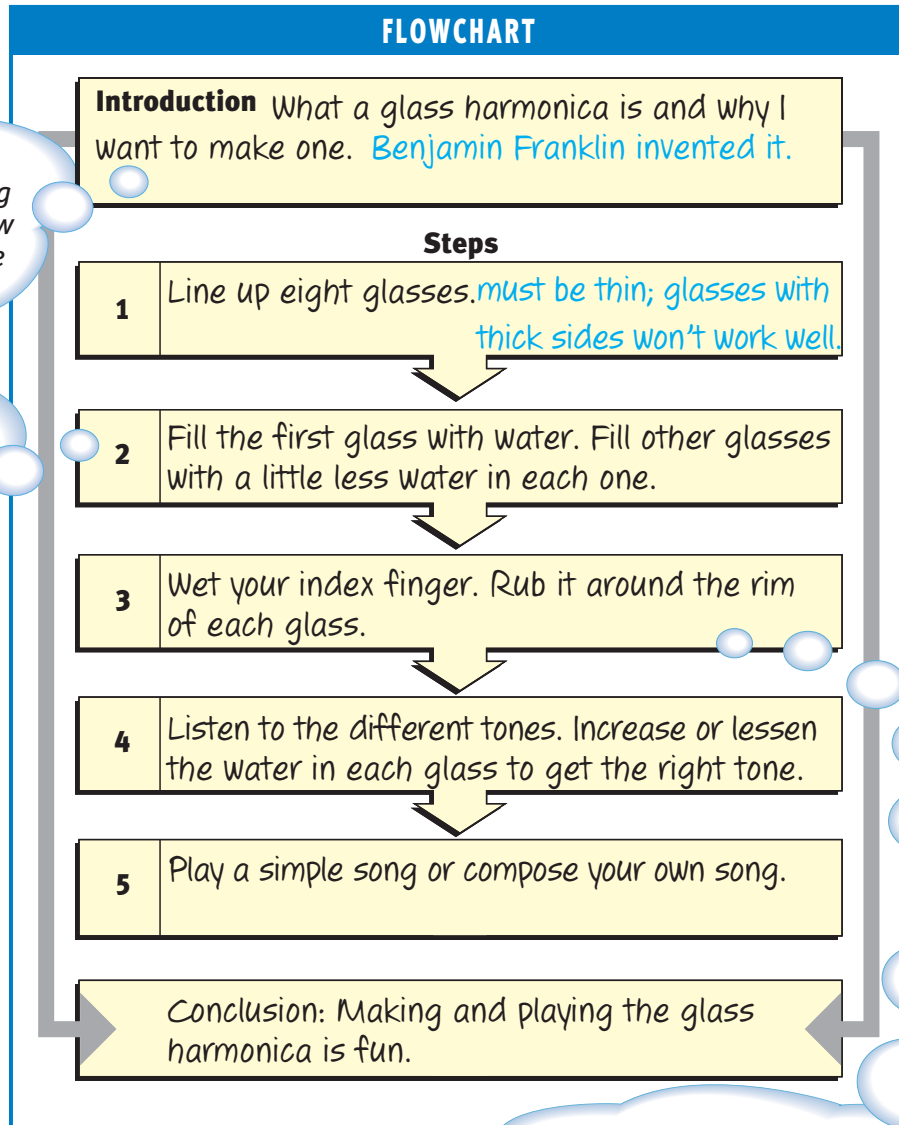 FLOWCHART
Introduction What a glass harmonica is and why I
want to make one. Benjamin Franklin invented it.
Steps
1 Line up eight glasses. must be thin; glasses with
thick sides won't work well.
2 Fill the first glass with water. Fill other glasses
with a little less water in each one.
3 Wet your index finger. Rub it around the rim
of each glass.
4 Listen to the different tones. Increase or lessen
the water in each glass to get the right tone.
5 Play a simple song or compose your own song.
Conclusion: Making and playing the glass
harmonica is fun.